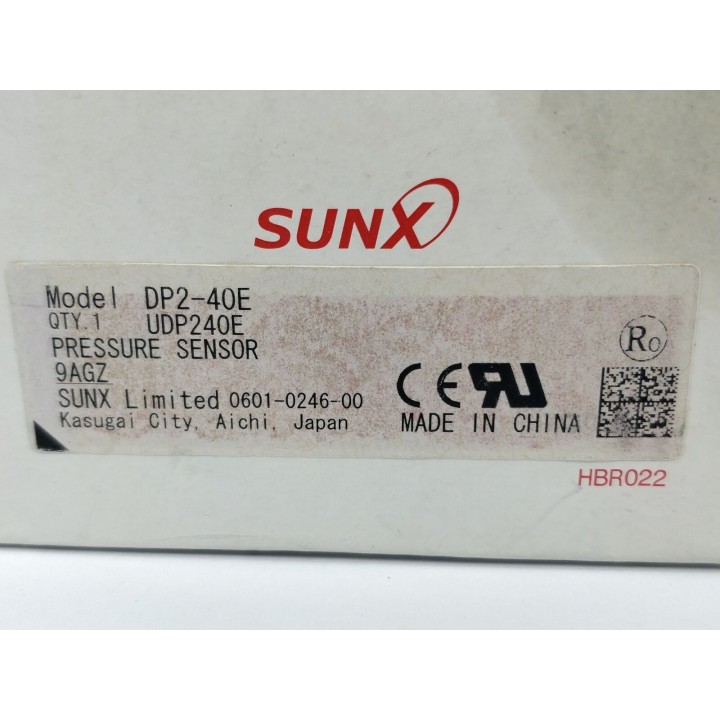 SUNX
Model DP2-40E
QTY.1 UDP240E
PRESSURE SENSOR
9AGZ
SUNX Limited 0601-0246-00
Kasugai City, Aichi, Japan
Ro
CE RU
MADE IN CHINA
HBR022